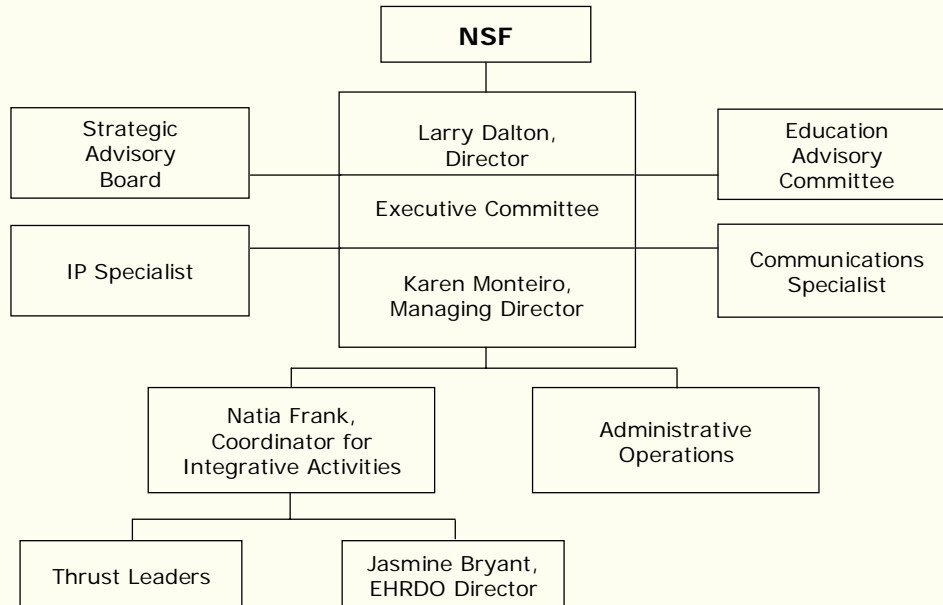 NSF
Strategic
Advisory
Board
Larry Dalton,
Director
Education
Advisory
Committee
Executive Committee
IP Specialist
Karen Monteiro,
Managing Director
Communications
Specialist
Natia Frank,
Coordinator for
Integrative Activities
Administrative
Operations
Thrust Leaders
Jasmine Bryant,
EHRDO Director